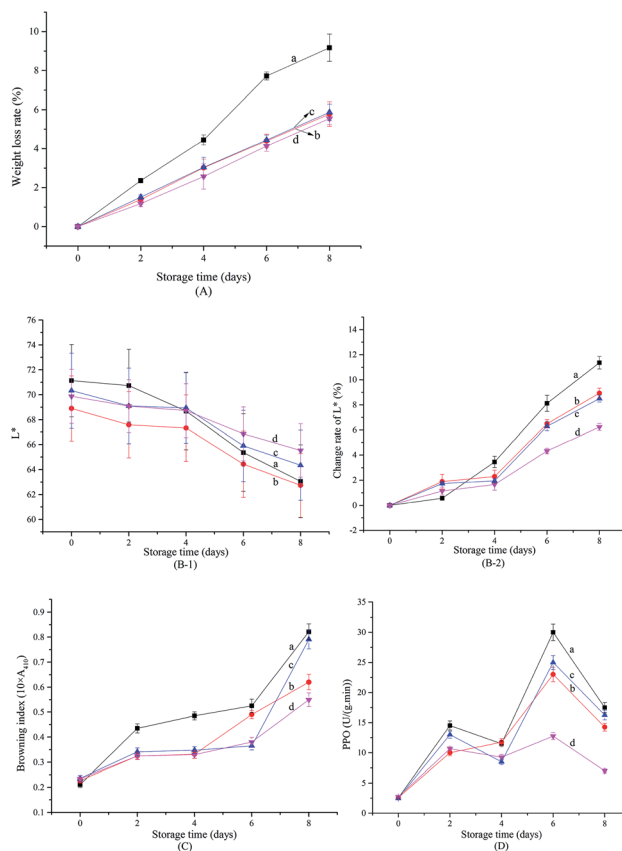 Weight loss rate (%)
10
8
6
4
2
0
a
c
b
d
0 2 4 6 8
Storage time (days)
(A)
L*
76
74
72
70
68
66
64
62
60
d
c
a
b
0 2 4 6 8
Storage time (days)
(B-1)
Change rate of L* (%)
14
12
10
8
6
4
2
0
-2
a
b
c
d
0 2 4 6 8
Storage time (days)
(B-2)
Browning index (10×A410)
0.9
0.8
0.7
0.6
0.5
0.4
0.3
0.2
0.1
a
c
b
d
0 2 4 6 8
Storage time (days)
(C)
PPO (U/(g.min))
35
30
25
20
15
10
5
0
a
c
b
d
0 2 4 6 8
Storage time (days)
(D)